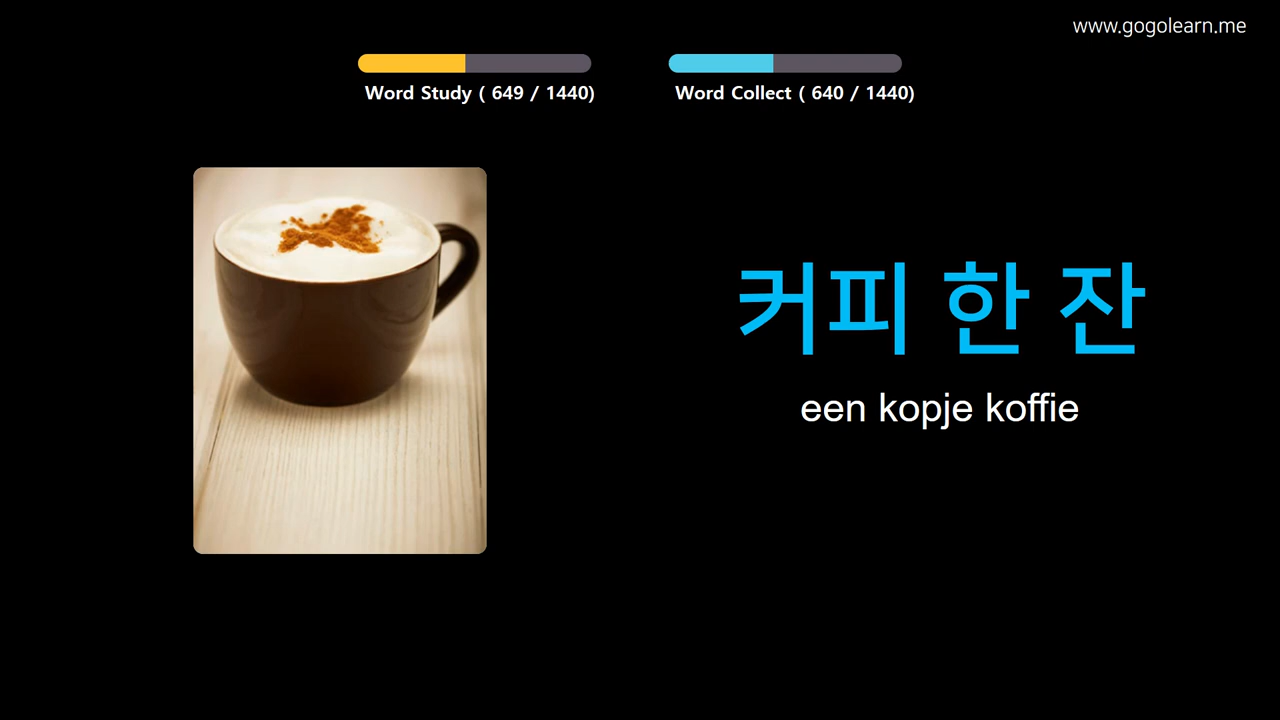 www.gogolearn.me
Word Study ( 649 / 1440)
Word Collect ( 640 / 1440)
커피 한 잔
een kopje koffie